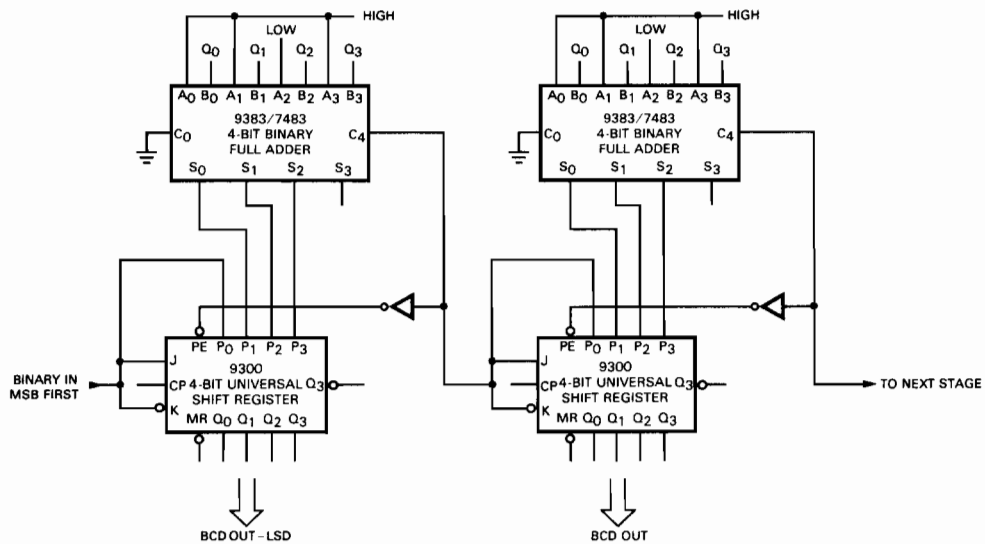 HIGH
LOW
Q0 Q1 Q2 Q3
A0 B0 A1 B1 A2 B2 A3 B3
9383/7483
C0 4-BIT BINARY C4
FULL ADDER
S0 S1 S2 S3
HIGH
LOW
Q0 Q1 Q2 Q3
A0 B0 A1 B1 A2 B2 A3 B3
9383/7483
C0 4-BIT BINARY C4
FULL ADDER
S0 S1 S2 S3
PE P0 P1 P2 P3
J
9300
CP 4-BIT UNIVERSAL Q3
SHIFT REGISTER
K
MR Q0 Q1 Q2 Q3
BINARY IN
MSB FIRST
PE P0 P1 P2 P3
J
9300
CP 4-BIT UNIVERSAL Q3
SHIFT REGISTER
K
MR Q0 Q1 Q2 Q3
TO NEXT STAGE
BCD OUT – LSD
BCD OUT